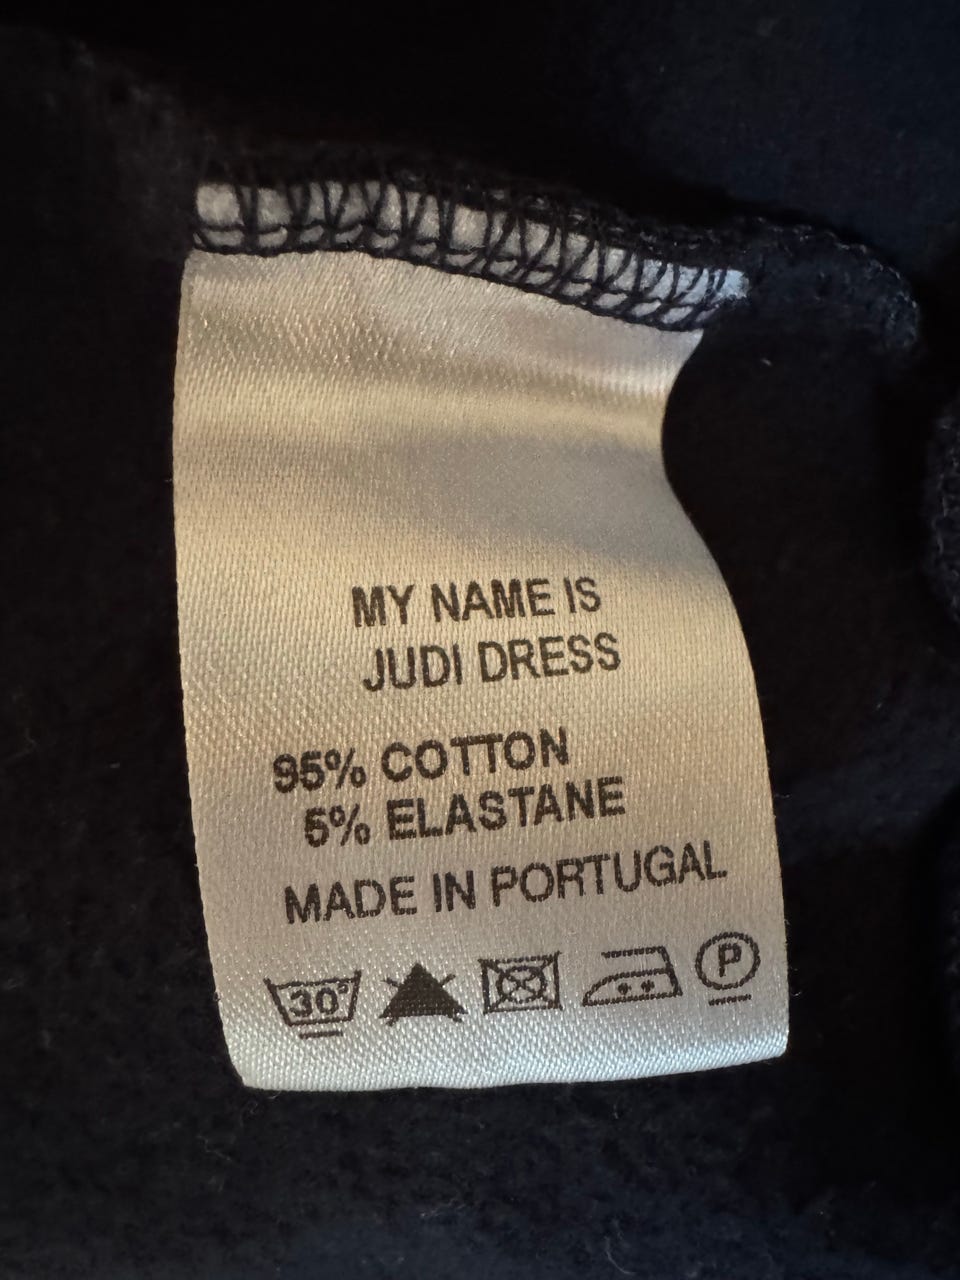 MY NAME IS
JUDI DRESS
95% COTTON
5% ELASTANE
MADE IN PORTUGAL
30° P